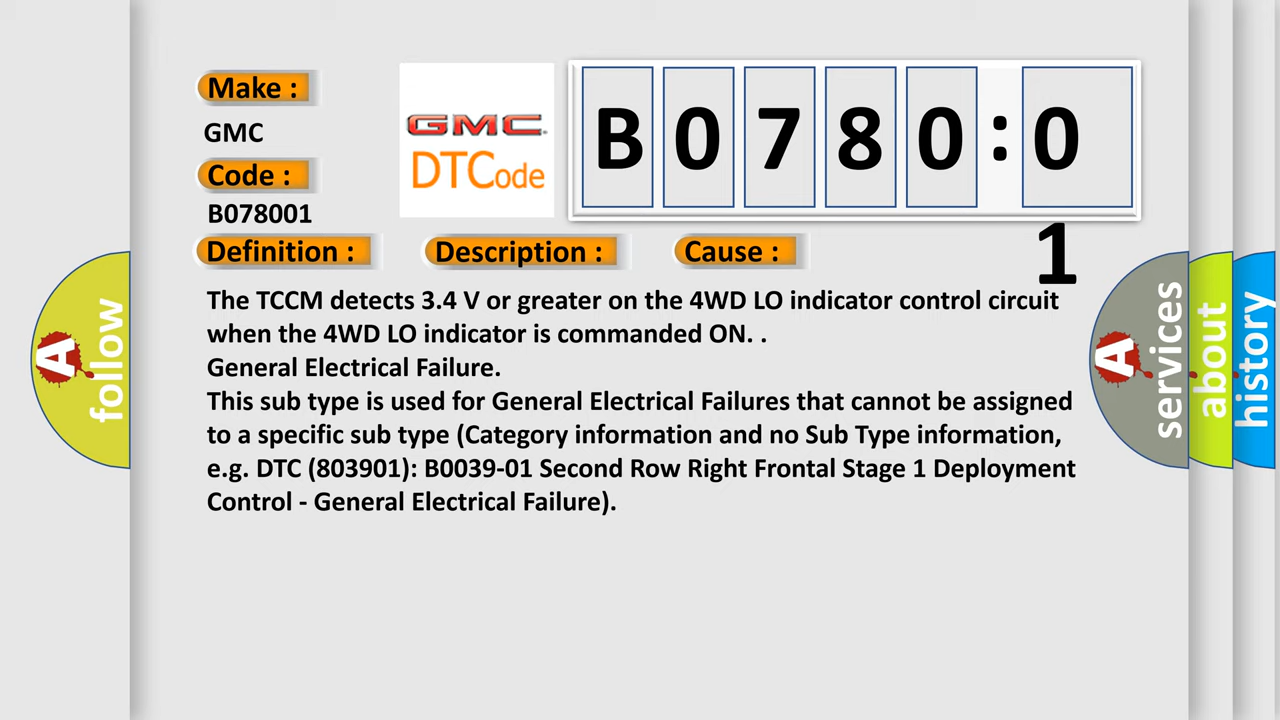 Make :
GMC
Code :
B078001
GMC
DTCode
B0780:0
1
Definition :
Description :
Cause :
The TCCM detects 3.4 V or greater on the 4WD LO indicator control circuit
when the 4WD LO indicator is commanded ON. .
General Electrical Failure.
This sub type is used for General Electrical Failures that cannot be assigned
to a specific sub type (Category information and no Sub Type information,
e.g. DTC (803901): B0039-01 Second Row Right Frontal Stage 1 Deployment
Control - General Electrical Failure).
A follow
A services
about
history